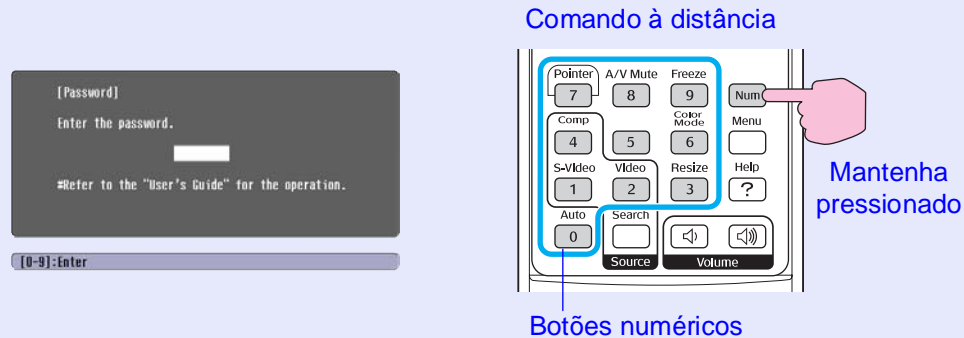 Comando à distância
[Password]
Enter the password.
※Refer to the "User's Guide" for the operation.
[0-9]:Enter
Pointer A/V Mute Freeze
7 8 9 Num
Comp Color Mode Menu
4 5 6
S-Video Video Resize Help
1 2 3 ?
Auto Search
0
Source Volume
Mantenha
pressionado
Botões numéricos